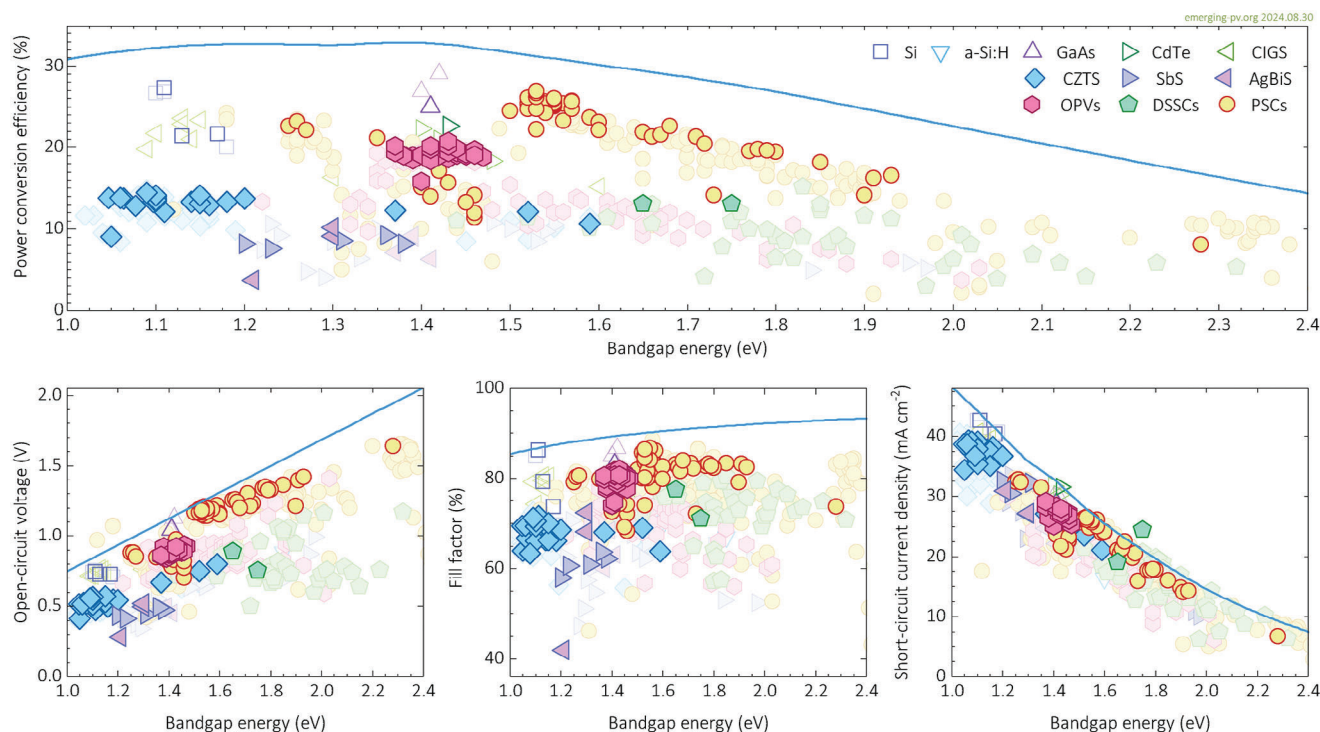 emerging-pv.org 2024.08.30
Power conversion efficiency (%)
30
20
10
0
Si a-Si:H GaAs CdTe CIGS
CZTS SbS AgBiS
OPVs DSSCs PSCs
1.0 1.1 1.2 1.3 1.4 1.5 1.6 1.7 1.8 1.9 2.0 2.1 2.2 2.3 2.4
Bandgap energy (eV)
Open-circuit voltage (V)
2.0
1.5
1.0
0.5
0.0
1.0 1.2 1.4 1.6 1.8 2.0 2.2 2.4
Bandgap energy (eV)
Fill factor (%)
100
80
60
40
1.0 1.2 1.4 1.6 1.8 2.0 2.2 2.4
Bandgap energy (eV)
Short-circuit current density (mA cm⁻²)
40
30
20
10
0
1.0 1.2 1.4 1.6 1.8 2.0 2.2 2.4
Bandgap energy (eV)